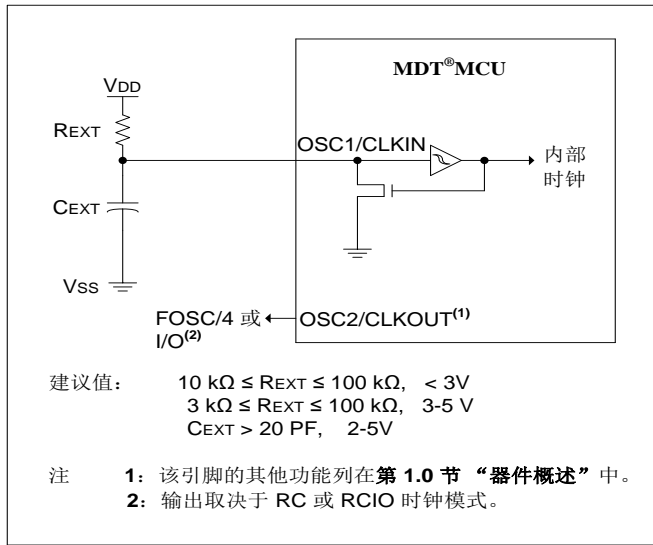 MDT®MCU
VDD
REXT
OSC1/CLKIN
内部
时钟
CEXT
VSS
FOSC/4 或
I/O(2)
OSC2/CLKOUT(1)
建议值： 10 kΩ ≤ REXT ≤ 100 kΩ, < 3V
3 kΩ ≤ REXT ≤ 100 kΩ, 3-5 V
CEXT > 20 PF, 2-5V
注 1：该引脚的其他功能列在第 1.0 节 “器件概述”中。
2：输出取决于 RC 或 RCIO 时钟模式。